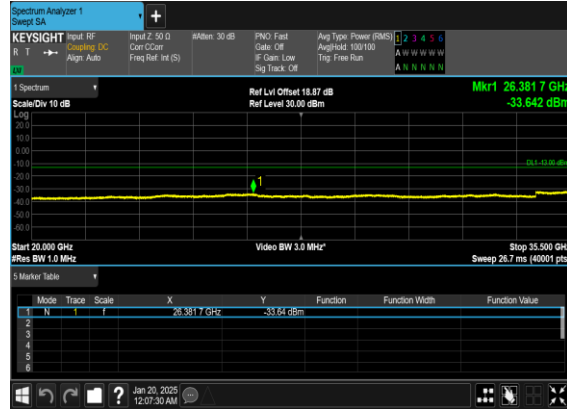 Spectrum Analyzer 1
Swept SA
+
KEYSIGHT Input: RF Input Z: 50 Ω #Atten: 30 dB PNO: Fast Avg Type: Power (RMS) 1 2 3 4 5 6
R T Coupling: DC Corr CCorr Gate: Off Avg|Hold: 100/100 A W W W W W
Align: Auto Freq Ref: Int (S) IF Gain: Low Trig: Free Run
Sig Track: Off A N N N N N
1 Spectrum Ref Lvl Offset 18.87 dB Mkr1 26.381 7 GHz
Scale/Div 10 dB Ref Level 30.00 dBm -33.642 dBm
Log
20.0
10.0
0.00
-10.0 DL1 -13.00 dBm
-20.0
-30.0 1
-40.0
-50.0
-60.0
Start 20.000 GHz Video BW 3.0 MHz* Stop 35.500 GHz
#Res BW 1.0 MHz Sweep 26.7 ms (40001 pts)
5 Marker Table
Mode Trace Scale X Y Function Function Width Function Value
1 N 1 f 26.381 7 GHz -33.64 dBm
2
3
4
5
6
? Jan 20, 2025
12:07:30 AM